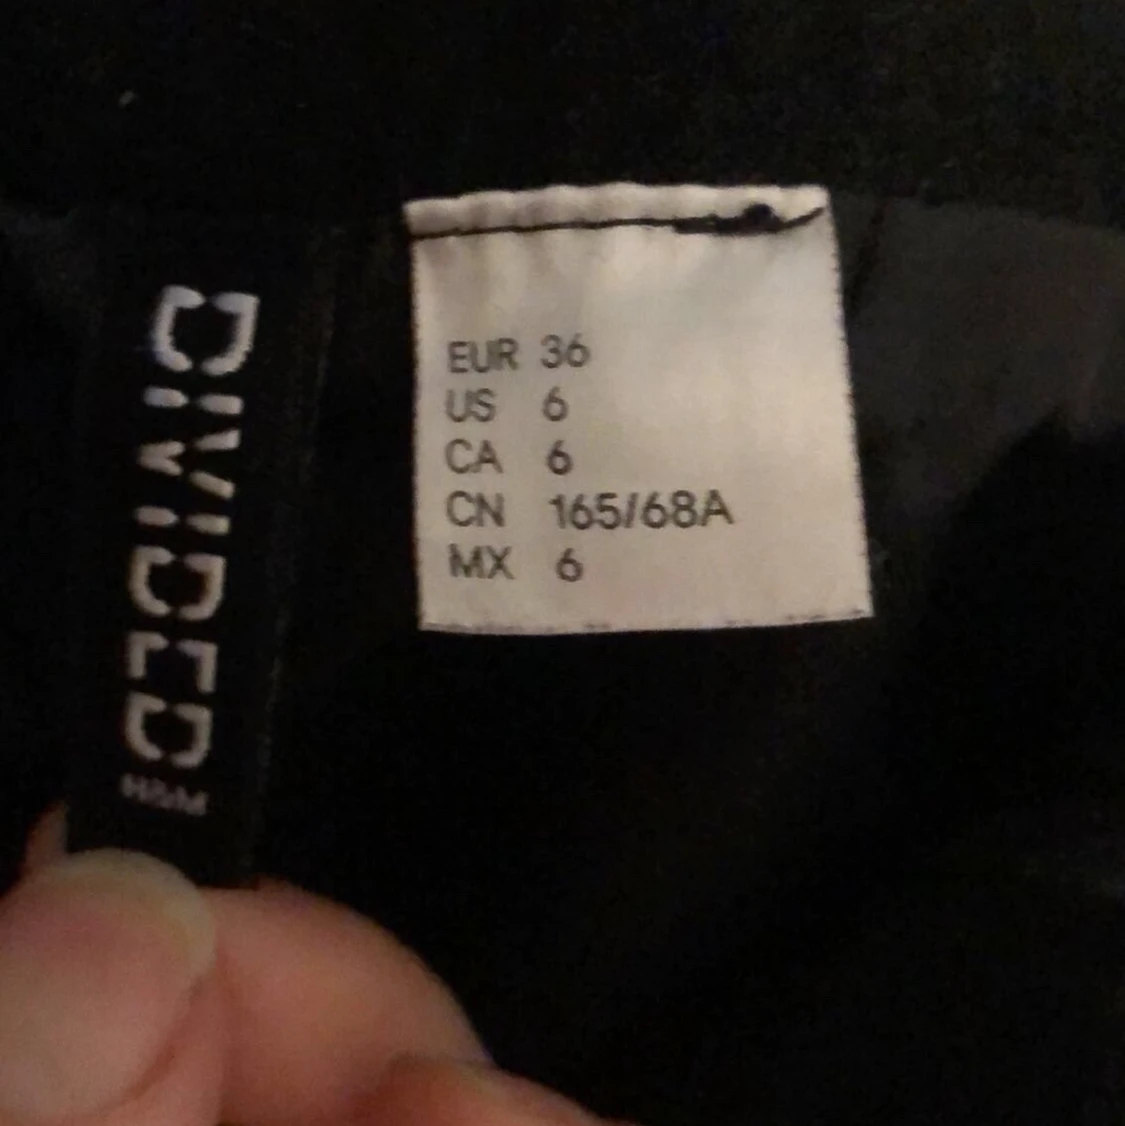 DIVIDED
H&M
EUR 36
US 6
CA 6
CN 165/68A
MX 6